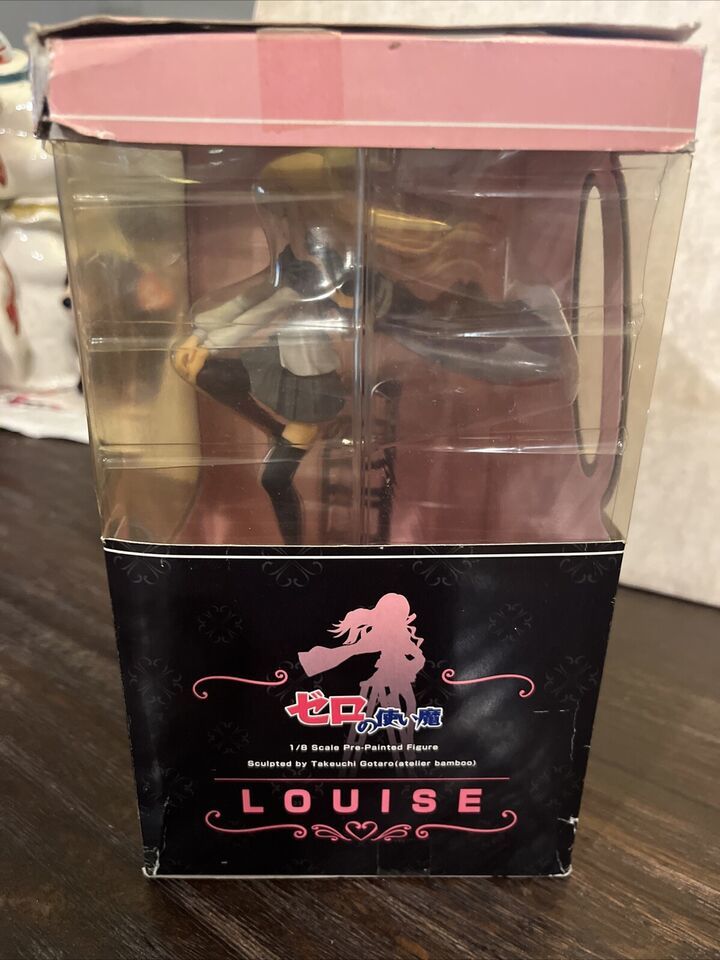 ゼロの使い魔
1/8 Scale Pre-Painted Figure
Sculpted by Takeuchi Gotaro(atelier bamboo)
LOUISE